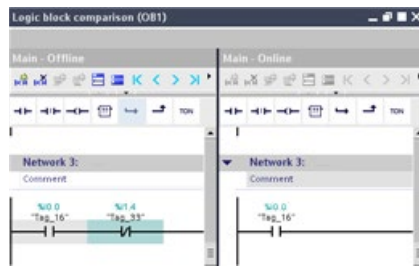 Logic block comparison (OB1)
Main - Offline
Main - Online
TON
TON
Network 3:
Comment
Network 3:
Comment
%I0.0
"Tag_16"
%I1.4
"Tag_33"
%I0.0
"Tag_16"